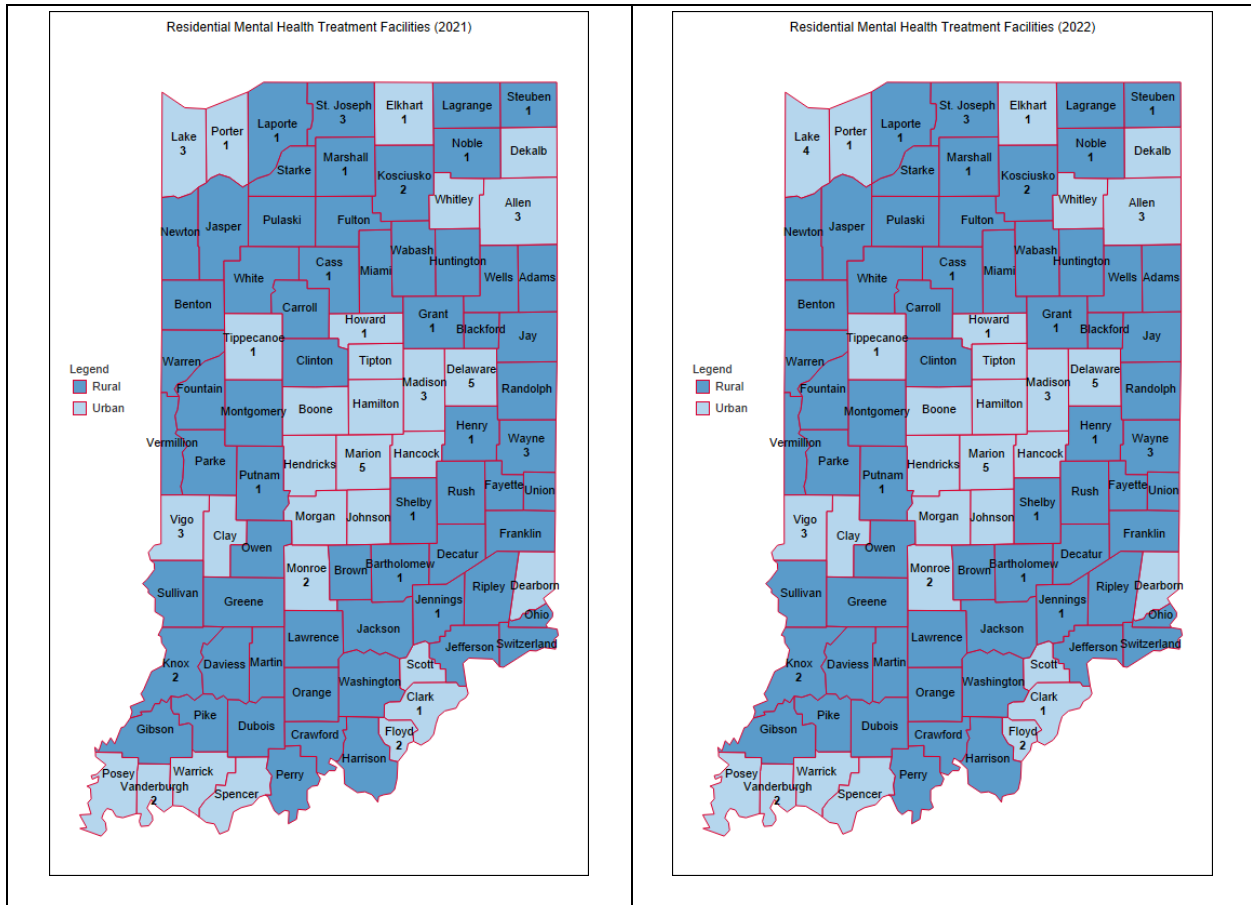 Residential Mental Health Treatment Facilities (2021)
St. Joseph
3
Elkhart
1
Lagrange
Steuben
1
Lake
3
Porter
1
Laporte
1
Noble
1
Dekalb
Starke
Marshall
1
Kosciusko
2
Whitley
Allen
3
Newton
Jasper
Pulaski
Fulton
Wabash
Huntington
White
Cass
1
Miami
Wells
Adams
Benton
Carroll
Grant
1
Blackford
Jay
Howard
1
Tippecanoe
1
Warren
Clinton
Tipton
Legend
Rural
Urban
Fountain
Madison
3
Delaware
5
Randolph
Montgomery
Boone
Hamilton
Henry
1
Wayne
3
Vermillion
Parke
Putnam
1
Hendricks
Marion
5
Hancock
Rush
Fayette
Union
Shelby
1
Vigo
3
Clay
Morgan
Johnson
Franklin
Owen
Decatur
Monroe
2
Brown
Bartholomew
1
Sullivan
Greene
Jennings
1
Ripley
Dearborn
Ohio
Lawrence
Jackson
Jefferson
Switzerland
Knox
2
Daviess
Martin
Scott
Orange
Washington
Clark
1
Gibson
Pike
Dubois
Crawford
Floyd
2
Harrison
Posey
Vanderburgh
2
Warrick
Spencer
Perry
Residential Mental Health Treatment Facilities (2022)
St. Joseph
3
Elkhart
1
Lagrange
Steuben
1
Lake
4
Porter
1
Laporte
1
Noble
1
Dekalb
Starke
Marshall
1
Kosciusko
2
Whitley
Allen
3
Newton
Jasper
Pulaski
Fulton
Wabash
Huntington
White
Cass
1
Miami
Wells
Adams
Benton
Carroll
Grant
1
Blackford
Jay
Howard
1
Tippecanoe
1
Warren
Clinton
Tipton
Legend
Rural
Urban
Fountain
Madison
3
Delaware
5
Randolph
Montgomery
Boone
Hamilton
Henry
1
Wayne
3
Vermillion
Parke
Putnam
1
Hendricks
Marion
5
Hancock
Rush
Fayette
Union
Shelby
1
Vigo
3
Clay
Morgan
Johnson
Franklin
Owen
Decatur
Monroe
2
Brown
Bartholomew
1
Sullivan
Greene
Jennings
1
Ripley
Dearborn
Ohio
Lawrence
Jackson
Jefferson
Switzerland
Knox
2
Daviess
Martin
Scott
Orange
Washington
Clark
1
Gibson
Pike
Dubois
Crawford
Floyd
2
Harrison
Posey
Vanderburgh
2
Warrick
Spencer
Perry